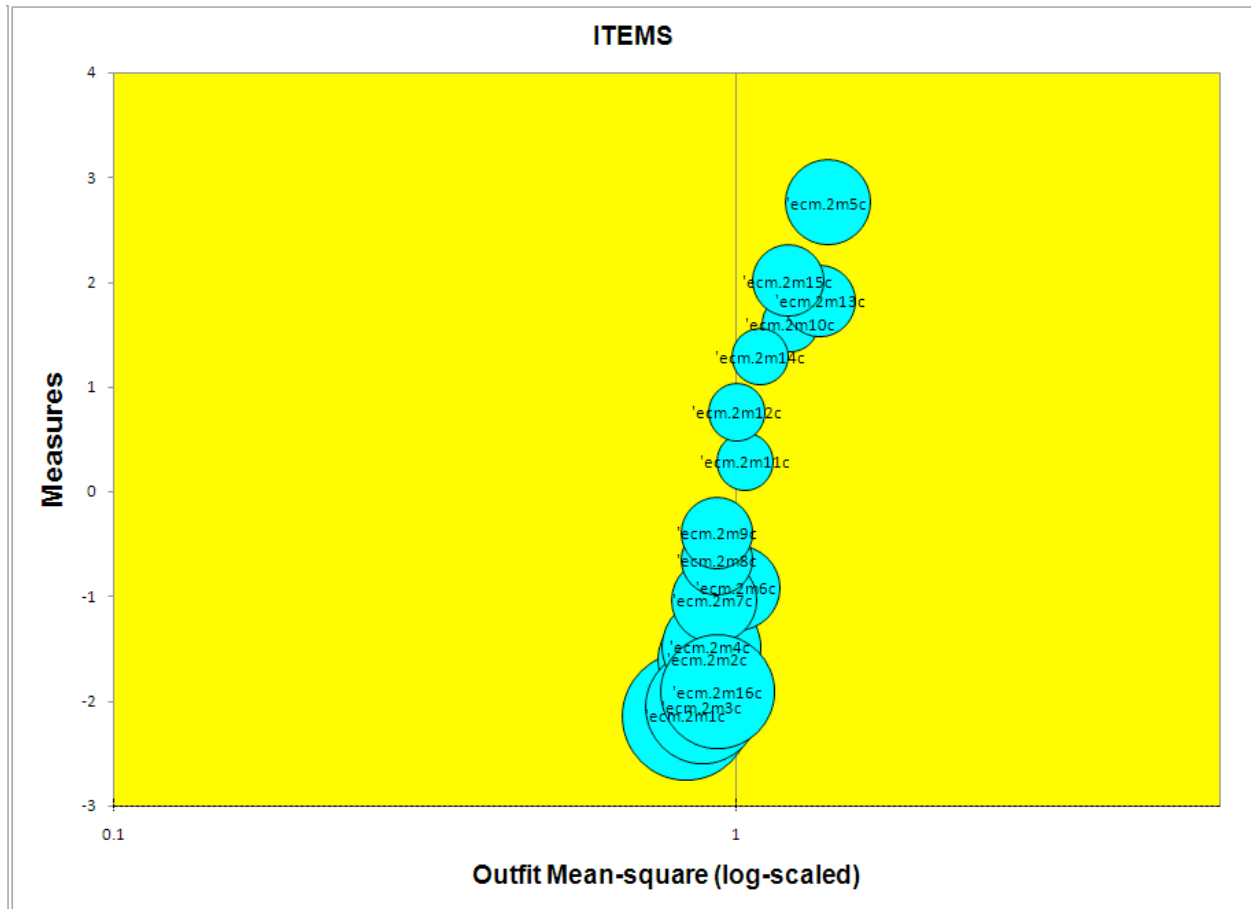 ITEMS
4
3
2
1
0
-1
-2
-3
Measures
'ecm.2m5c
'ecm.2m15c
'ecm.2m13c
'ecm.2m10c
'ecm.2m14c
'ecm.2m12c
'ecm.2m11c
'ecm.2m9c
'ecm.2m8c
'ecm.2m6c
'ecm.2m7c
'ecm.2m4c
'ecm.2m2c
'ecm.2m16c
'ecm.2m3c
'ecm.2m1c
0.1
1
Outfit Mean-square (log-scaled)